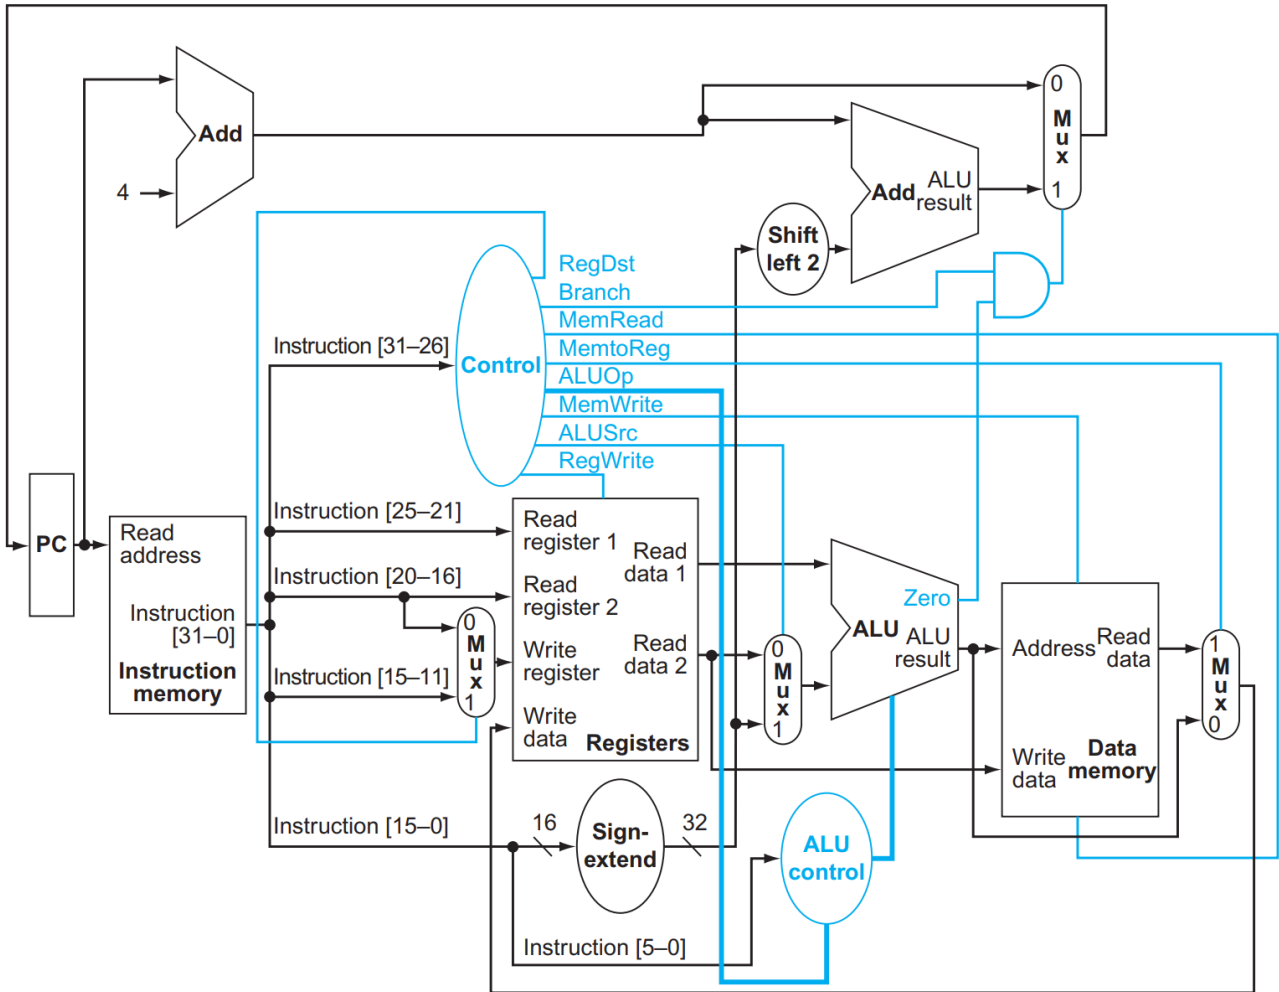 0
M
u
x
1
Add
4
Add
ALU
result
Shift
left 2
RegDst
Branch
MemRead
MemtoReg
ALUOp
MemWrite
ALUSrc
RegWrite
Control
Instruction [31–26]
Instruction [25–21]
Instruction [20–16]
Instruction [15–11]
Instruction [15–0]
Instruction [5–0]
PC
Read
address
Instruction
[31–0]
Instruction
memory
0
M
u
x
1
Read
register 1
Read
register 2
Write
register
Write
data
Read
data 1
Read
data 2
Registers
16
Sign-
extend
32
0
M
u
x
1
Zero
ALU
ALU
result
ALU
control
Address
Read
data
Write
data
Data
memory
1
M
u
x
0